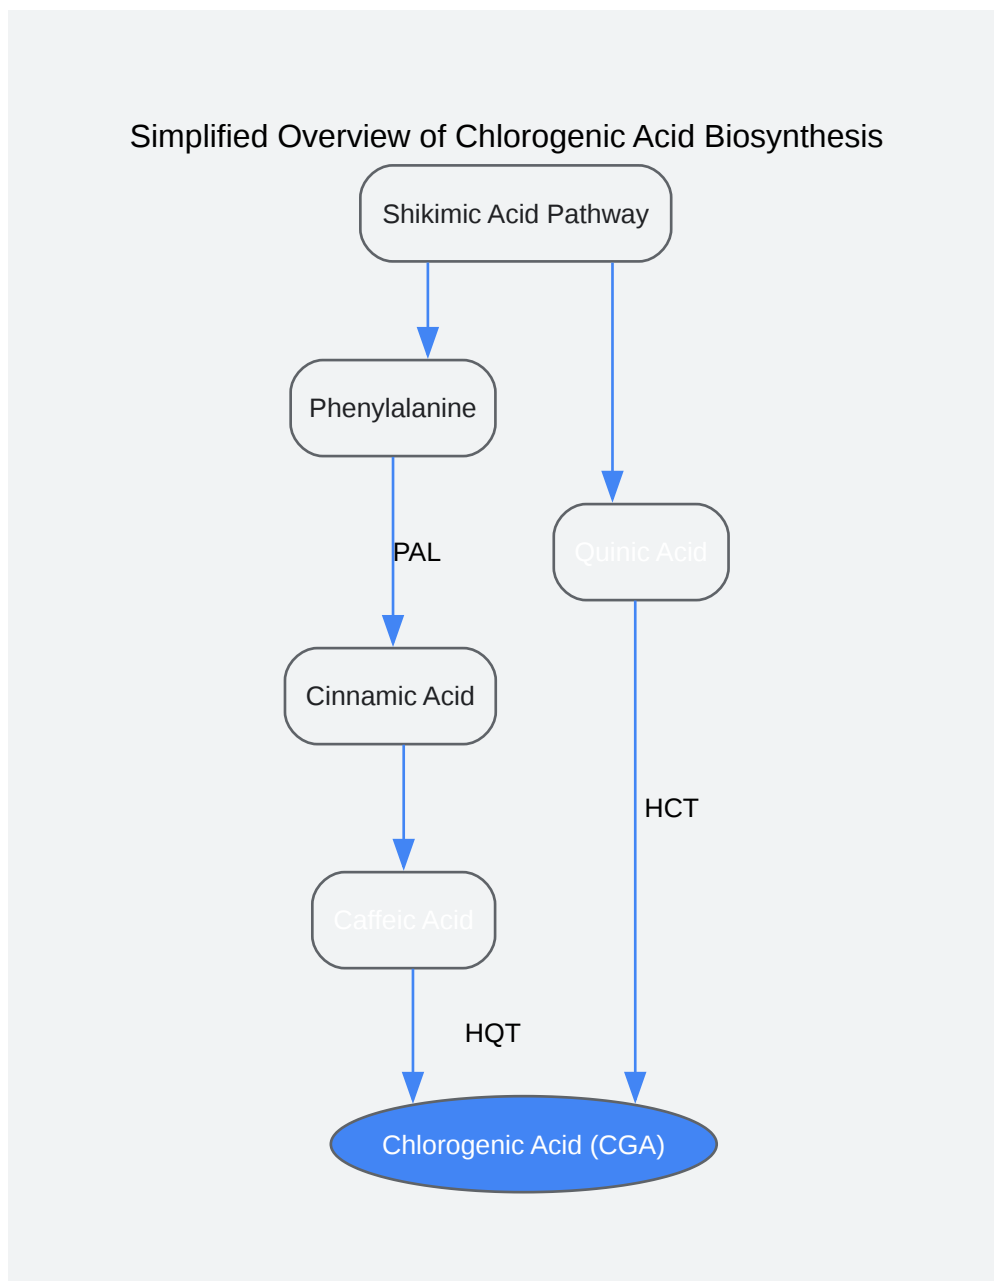 Simplified Overview of Chlorogenic Acid Biosynthesis
Shikimic Acid Pathway
Phenylalanine
PAL
Quinic Acid
Cinnamic Acid
HCT
Caffeic Acid
HQT
Chlorogenic Acid (CGA)